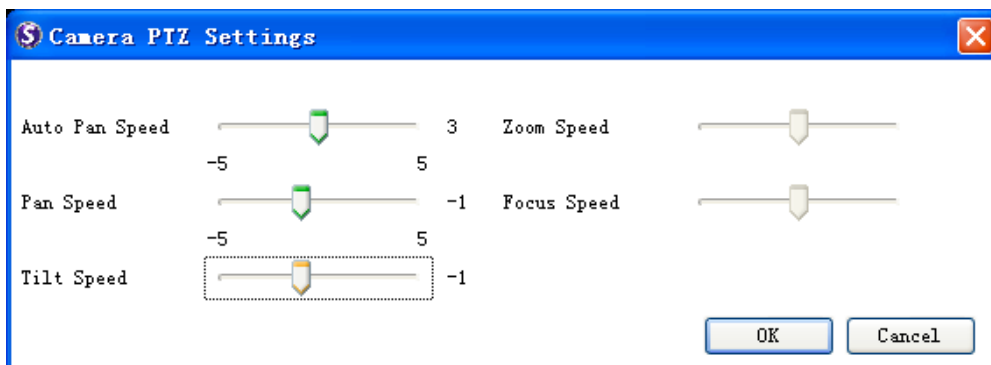 Camera PTZ Settings
Auto Pan Speed 3 Zoom Speed
-5 5
Pan Speed -1 Focus Speed
-5 5
Tilt Speed -1
OK Cancel